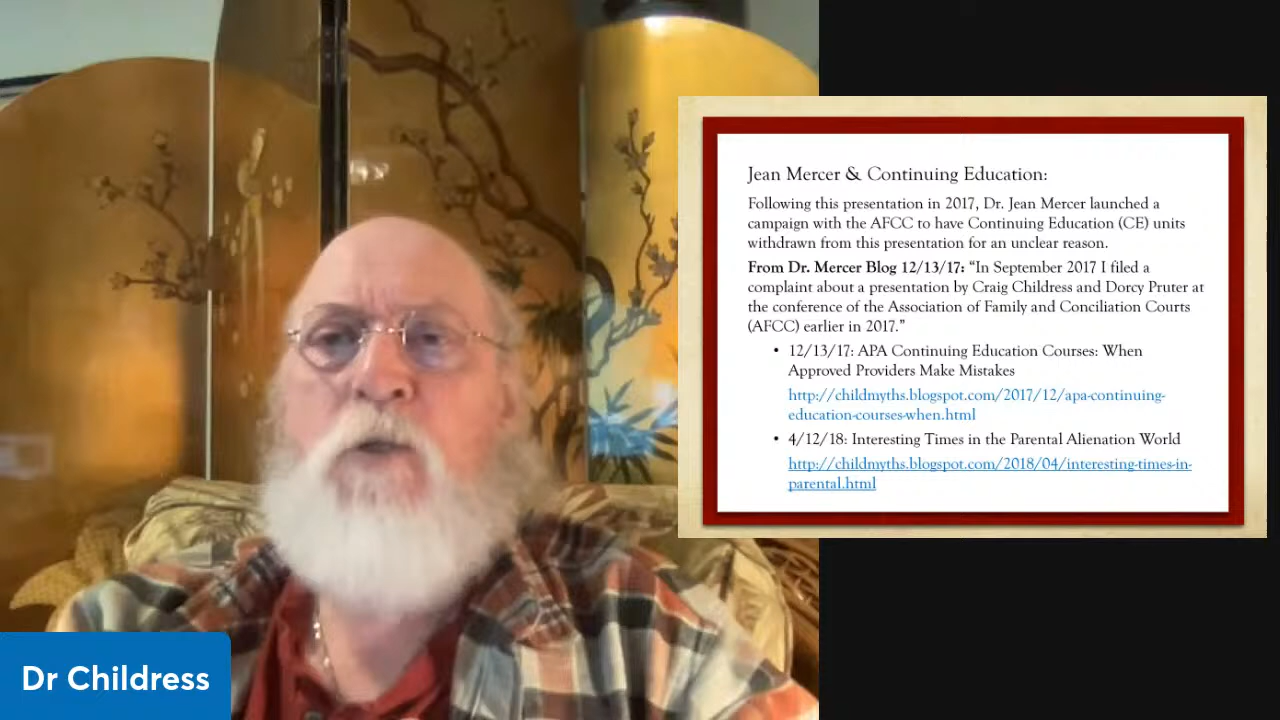 Jean Mercer & Continuing Education:
Following this presentation in 2017, Dr. Jean Mercer launched a
campaign with the AFCC to have Continuing Education (CE) units
withdrawn from this presentation for an unclear reason.
From Dr. Mercer Blog 12/13/17: “In September 2017 I filed a
complaint about a presentation by Craig Childress and Dorcy Pruter at
the conference of the Association of Family and Conciliation Courts
(AFCC) earlier in 2017.”
• 12/13/17: APA Continuing Education Courses: When
Approved Providers Make Mistakes
http://childmyths.blogspot.com/2017/12/apa-continuing-
education-courses-when.html
• 4/12/18: Interesting Times in the Parental Alienation World
http://childmyths.blogspot.com/2018/04/interesting-times-in-
parental.html
Dr Childress